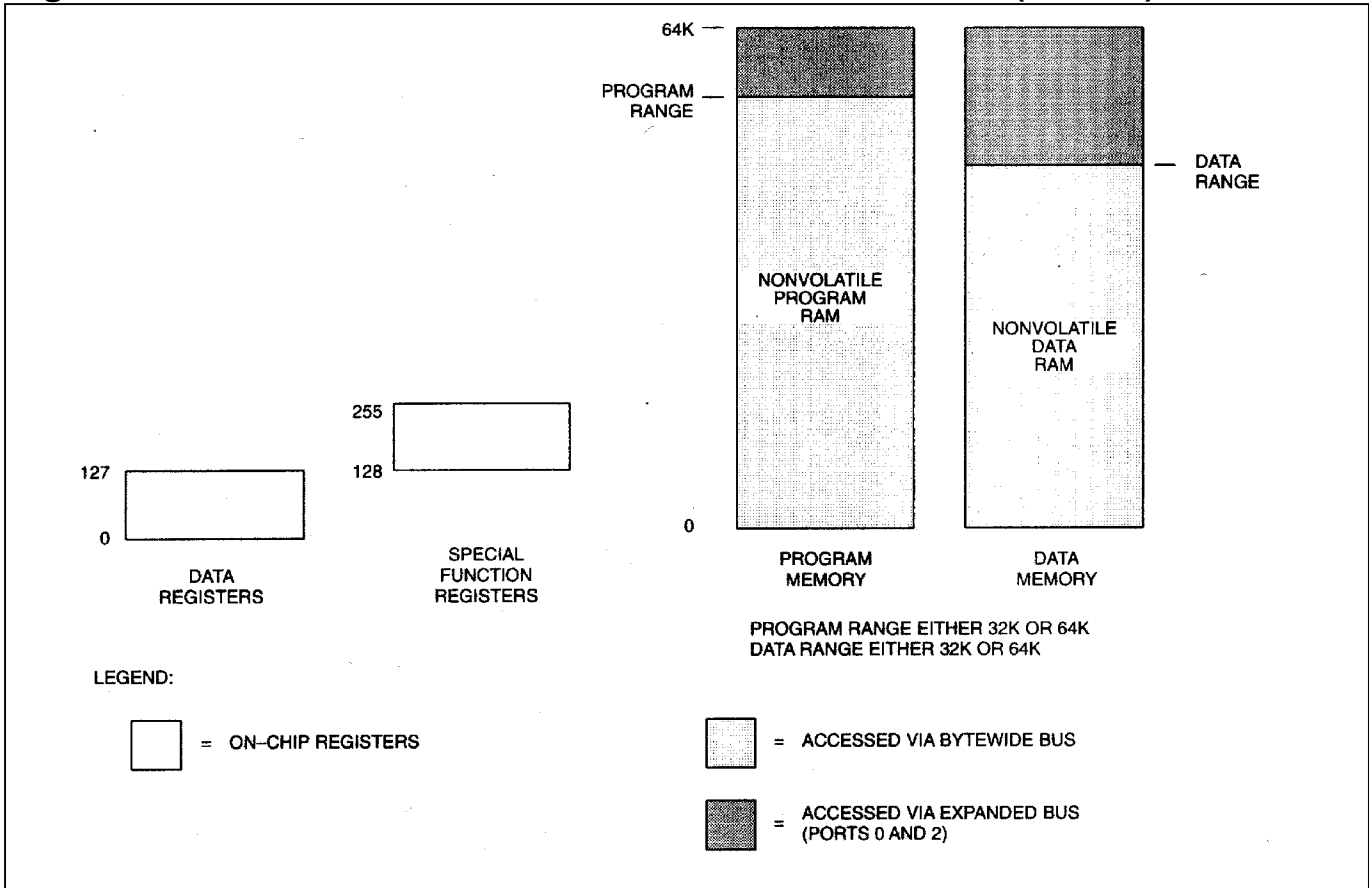 64K
PROGRAM
RANGE
DATA
RANGE
NONVOLATILE
PROGRAM
RAM
NONVOLATILE
DATA
RAM
255
128
127
0
0
DATA
REGISTERS
SPECIAL
FUNCTION
REGISTERS
PROGRAM
MEMORY
DATA
MEMORY
PROGRAM RANGE EITHER 32K OR 64K
DATA RANGE EITHER 32K OR 64K
LEGEND:
= ON–CHIP REGISTERS
= ACCESSED VIA BYTEWIDE BUS
= ACCESSED VIA EXPANDED BUS
(PORTS 0 AND 2)